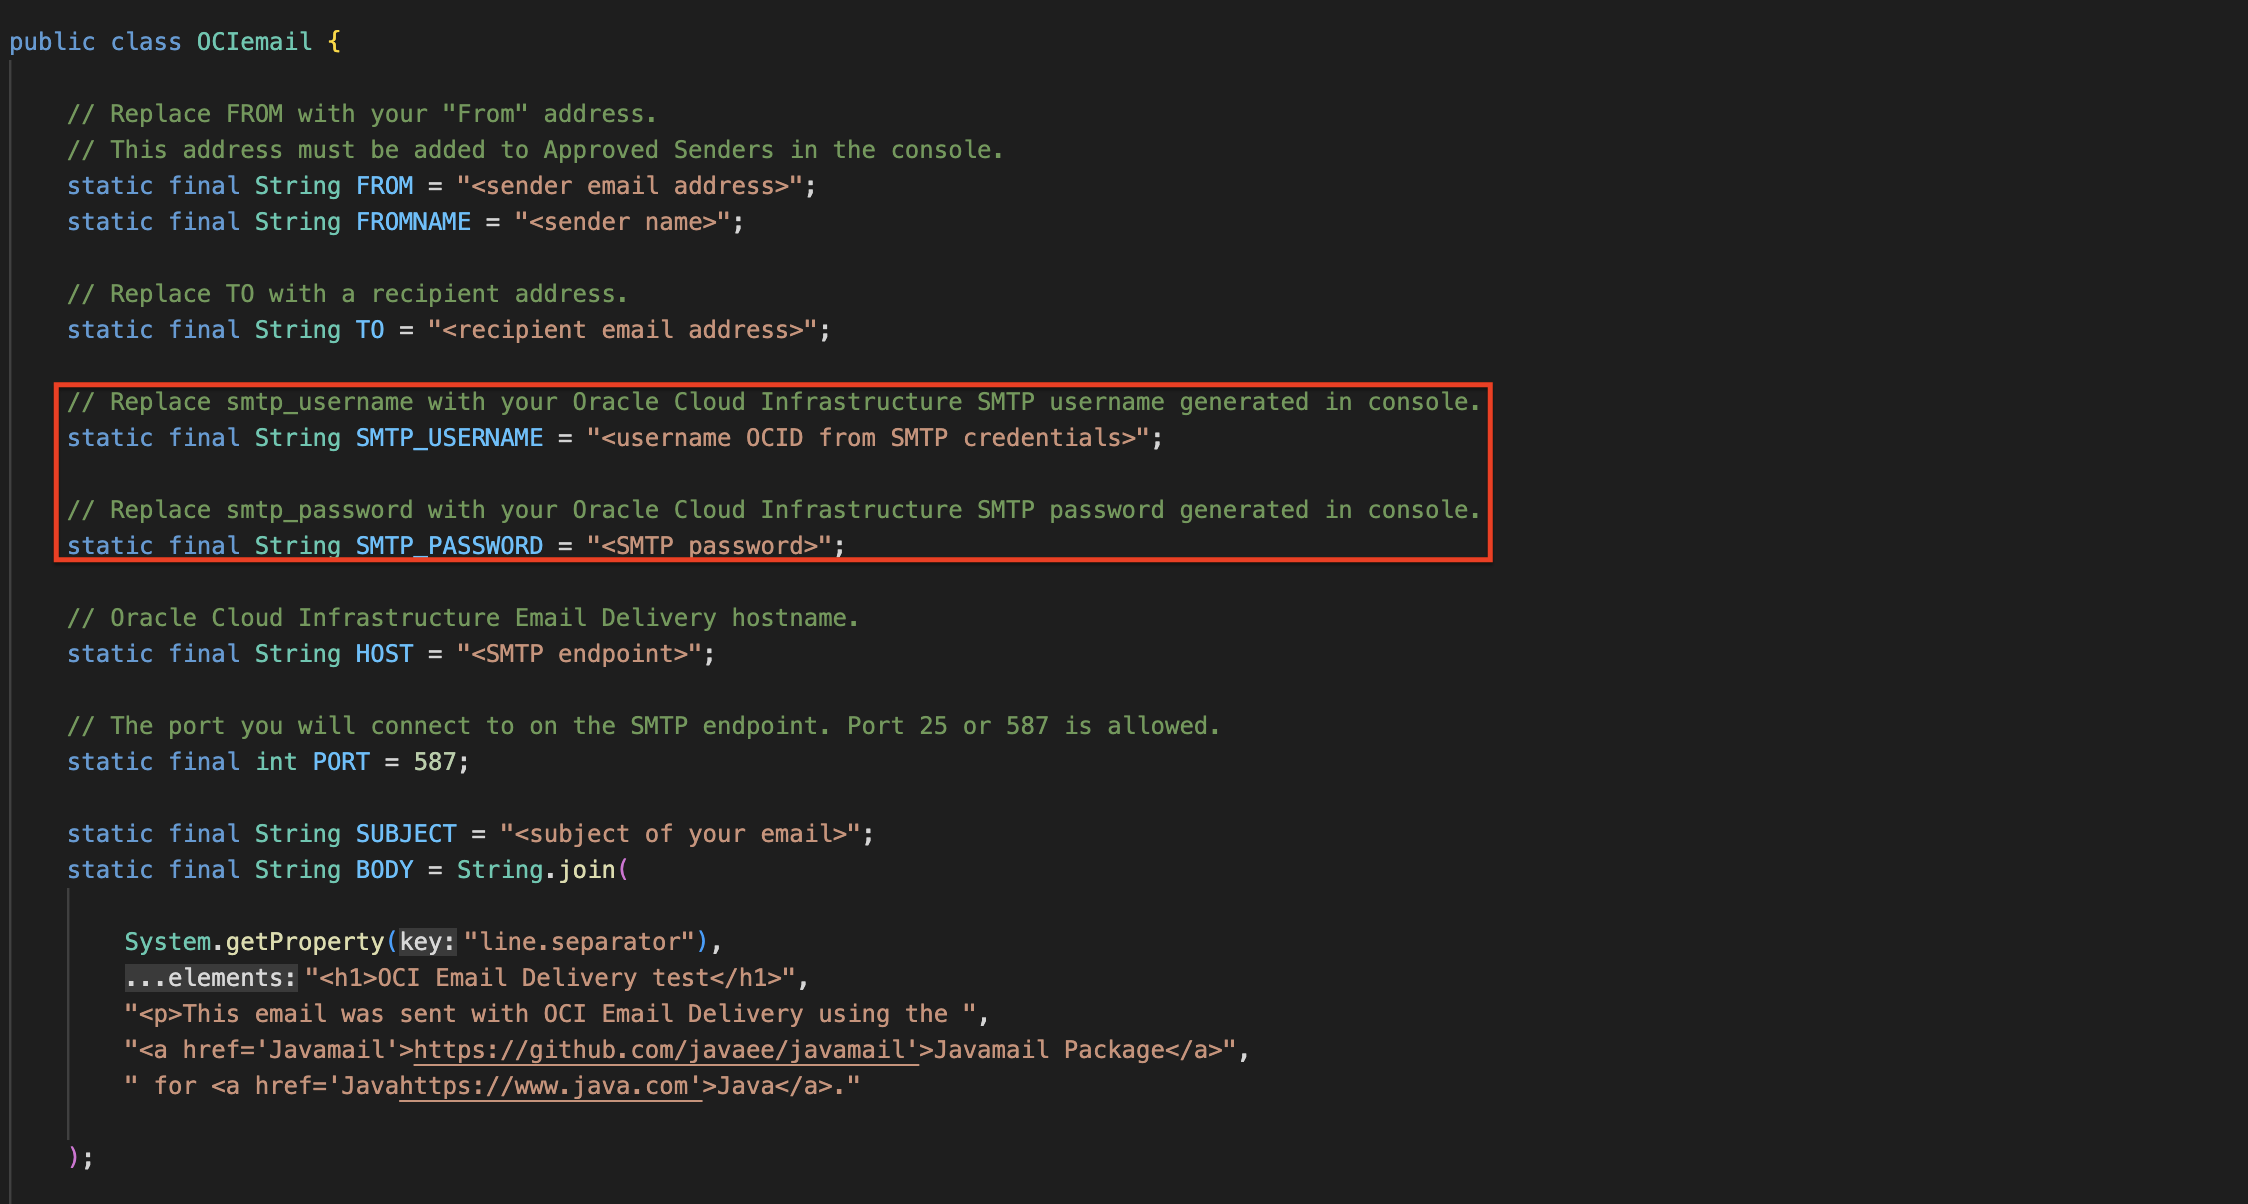 public class OCIemail {
// Replace FROM with your "From" address.
// This address must be added to Approved Senders in the console.
static final String FROM = "<sender email address>";
static final String FROMNAME = "<sender name>";
// Replace TO with a recipient address.
static final String TO = "<recipient email address>";
// Replace smtp_username with your Oracle Cloud Infrastructure SMTP username generated in console.
static final String SMTP_USERNAME = "<username OCID from SMTP credentials>";
// Replace smtp_password with your Oracle Cloud Infrastructure SMTP password generated in console.
static final String SMTP_PASSWORD = "<SMTP password>";
// Oracle Cloud Infrastructure Email Delivery hostname.
static final String HOST = "<SMTP endpoint>";
// The port you will connect to on the SMTP endpoint. Port 25 or 587 is allowed.
static final int PORT = 587;
static final String SUBJECT = "<subject of your email>";
static final String BODY = String.join(
System.getProperty(key:"line.separator"),
...elements:"<h1>OCI Email Delivery test</h1>",
"<p>This email was sent with OCI Email Delivery using the ",
"<a href='Javamail'>https://github.com/javaee/javamail'>Javamail Package</a>",
" for <a href='Javahttps://www.java.com'>Java</a>."
);